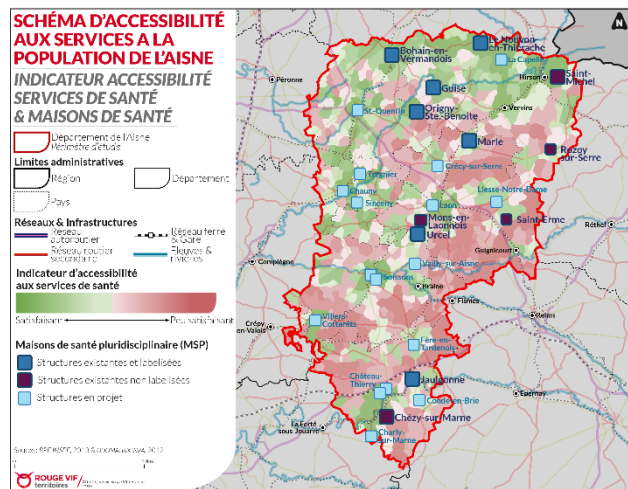 SCHÉMA D'ACCESSIBILITÉ
AUX SERVICES A LA
POPULATION DE L'AISNE
INDICATEUR ACCESSIBILITÉ
SERVICES DE SANTÉ
& MAISONS DE SANTÉ
Département de l'Aisne
Périmètre d'étude
Limites administratives
Région
Département
Pays
Réseaux & Infrastructures
Réseau
autoroutier
Réseau ferré
& Gare
Réseau routier
secondaire
Fleuves &
rivières
Indicateur d'accessibilité
aux services de santé
Satisfaisant
Peu satisfaisant
Maisons de santé pluridisciplinaire (MSP)
Structures existantes et labelisées
Structures existantes non labelisées
Structures en projet
ROUGE VIF
territoires
N
Le Nouvion
en-Thiérache
Bohain-en-
Vermandois
La Capelle
Hirson
Saint-
Michel
Péronne
Guise
St-Quentin
Origny-
Ste-Benoite
Vervins
Marle
Rozoy
sur-Serre
Crécy-sur-Serre
Tergnier
Chauny
Sinceny
Liesse-Notre-Dame
Laon
Mons-en-
Laonnois
Saint-Erme
Réthel
Urcel
Guignicourt
Compiègne
Vailly-sur-Aisne
Soissons
Braine
Fismes
Reims
Villers-
Cotterêts
Crépy
en-Valois
Fère-en-
Tardenois
Château-
Thierry
Jaulgonne
Condé-en-Brie
Epernay
Chézy-sur-Marne
La Ferté
sous Jouarre
Charly-
sur-Marne